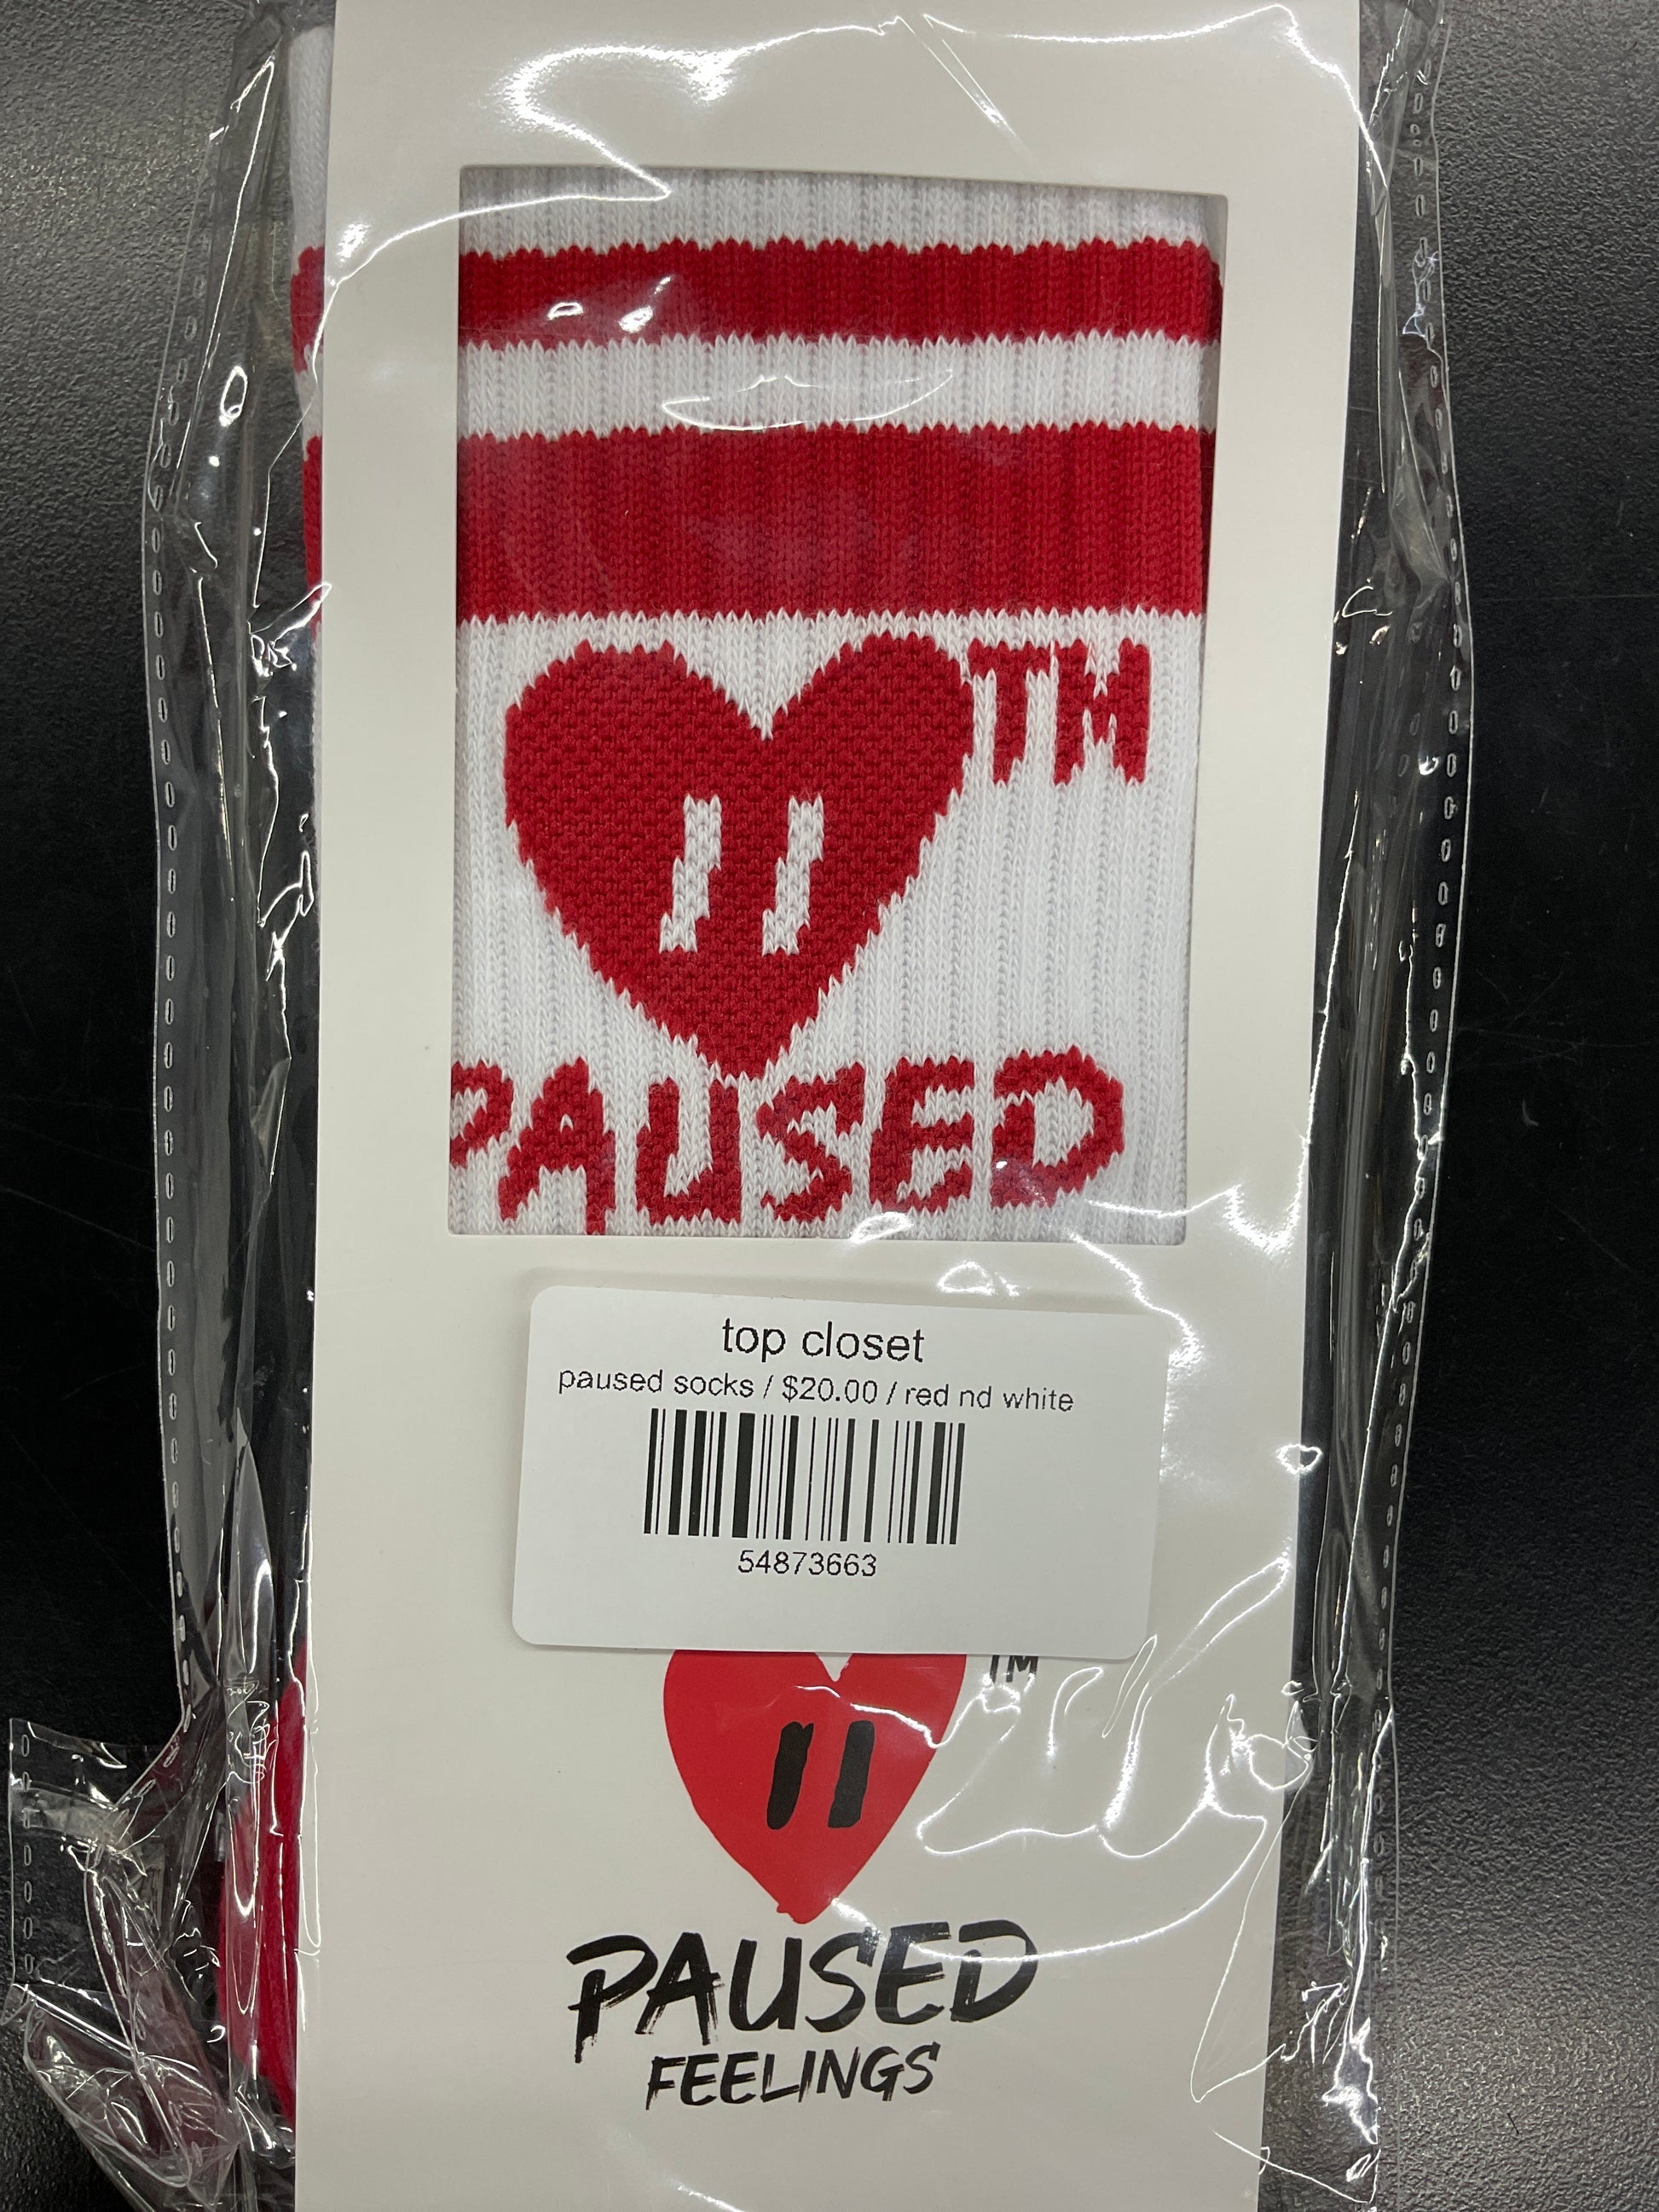 TM
PAUSED
top closet
paused socks / $20.00 / red nd white
54873663
TM
PAUSED
FEELINGS